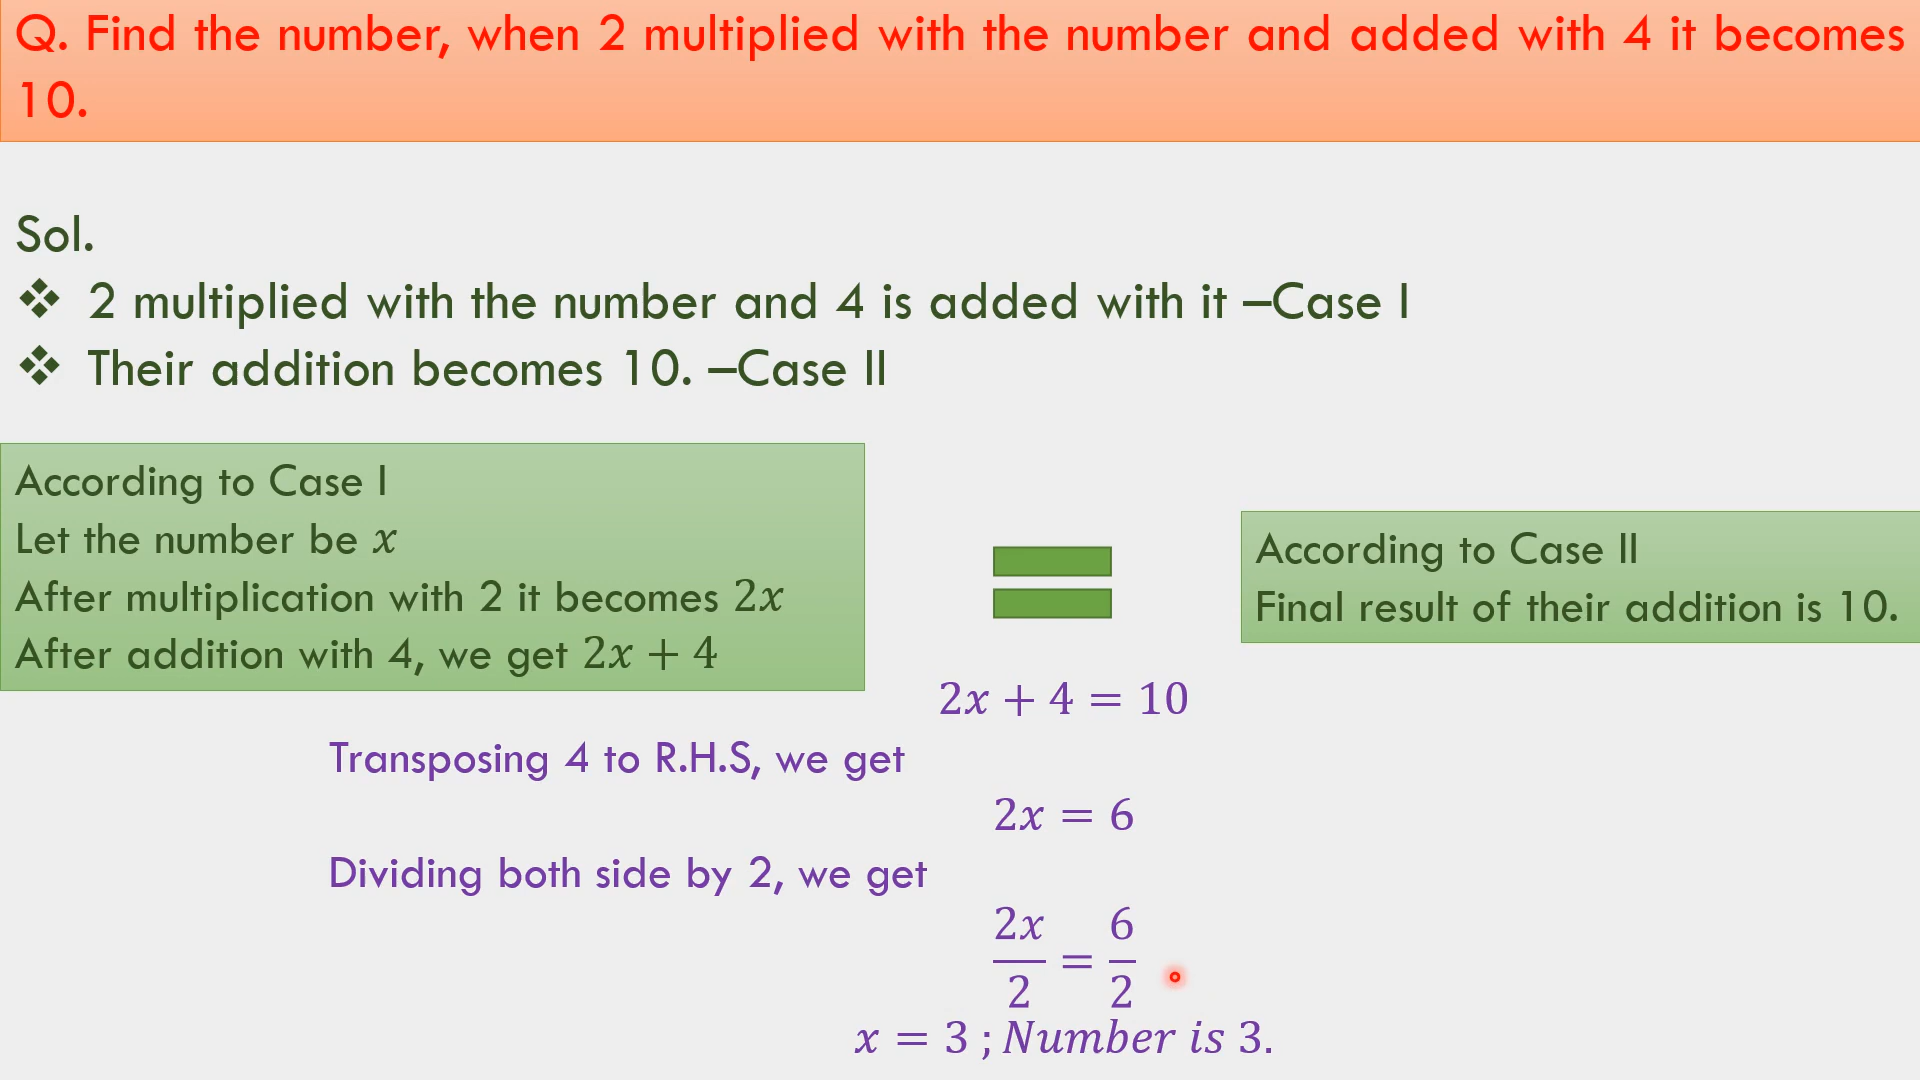 Q. Find the number, when 2 multiplied with the number and added with 4 it becomes
10.
Sol.
❖ 2 multiplied with the number and 4 is added with it –Case I
❖ Their addition becomes 10. –Case II
According to Case I
Let the number be x
After multiplication with 2 it becomes 2x
After addition with 4, we get 2x + 4
According to Case II
Final result of their addition is 10.
2x + 4 = 10
Transposing 4 to R.H.S, we get
2x = 6
Dividing both side by 2, we get
2x/2 = 6/2
x = 3 ; Number is 3.